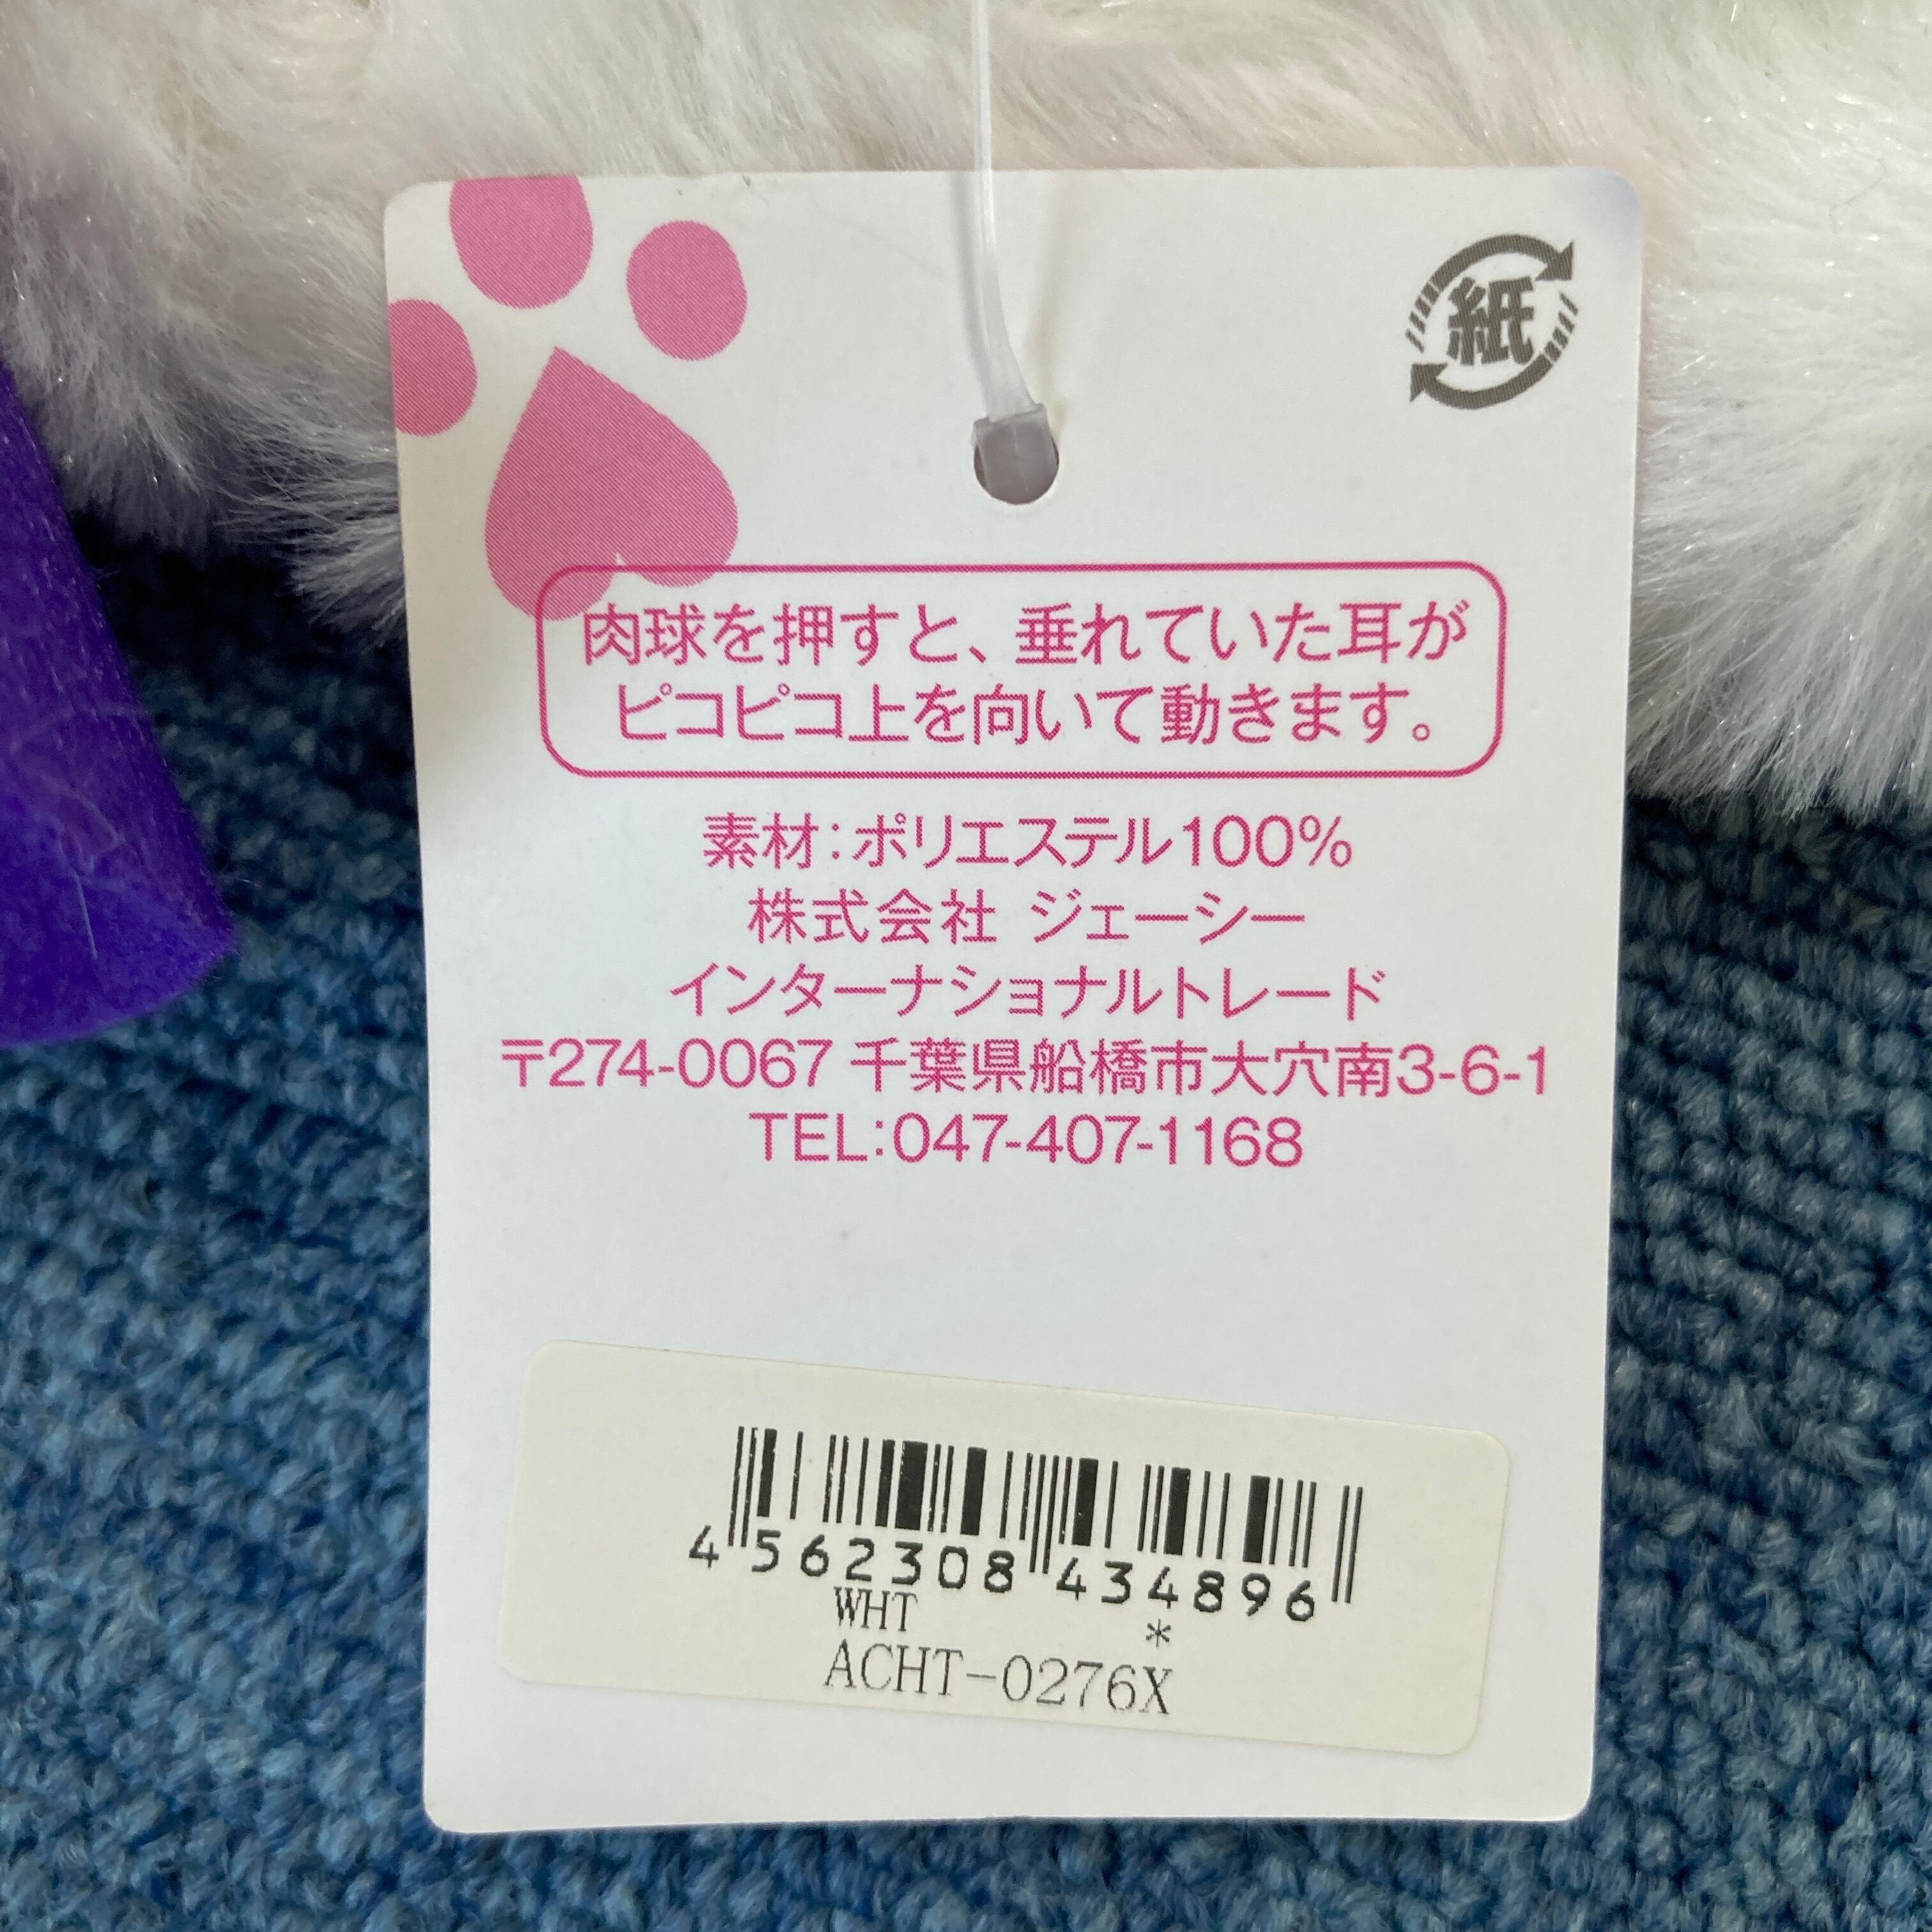 紙
肉球を押すと、垂れていた耳が
ピコピコ上を向いて動きます。
素材:ポリエステル100%
株式会社 ジェーシー
インターナショナルトレード
〒274-0067 千葉県船橋市大穴南3-6-1
TEL:047-407-1168
4 562308 434896
WHT *
ACHT-0276X